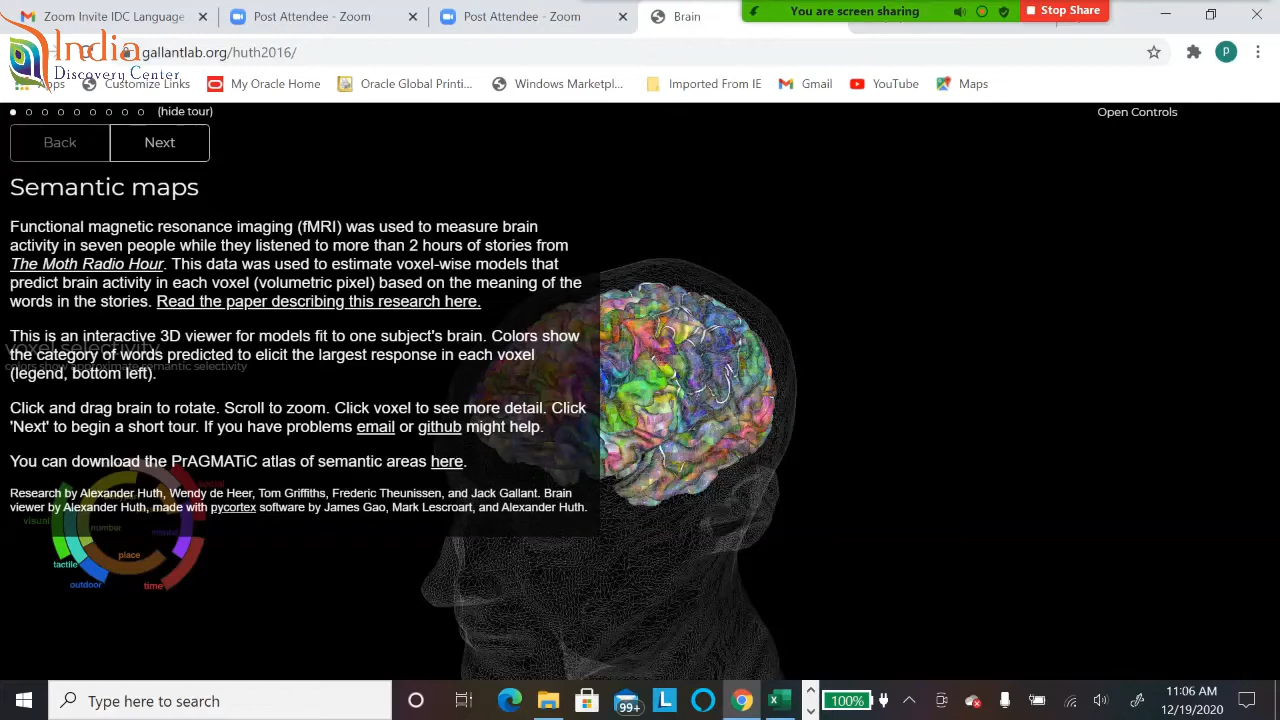 Zoom Invite IDC Language
Post Attendee - Zoom
Post Attendee - Zoom
Brain
You are screen sharing
Stop Share
India
Discovery Center
gallantlab.org/huth2016/
P
Apps
Customize Links
My Oracle Home
Oracle Global Printi...
Windows Marketpl...
Imported From IE
Gmail
YouTube
Maps
(hide tour)
Open Controls
Back
Next
Semantic maps
Functional magnetic resonance imaging (fMRI) was used to measure brain
activity in seven people while they listened to more than 2 hours of stories from
The Moth Radio Hour. This data was used to estimate voxel-wise models that
predict brain activity in each voxel (volumetric pixel) based on the meaning of the
words in the stories. Read the paper describing this research here.
This is an interactive 3D viewer for models fit to one subject's brain. Colors show
voxel selectivity
the category of words predicted to elicit the largest response in each voxel
colors show approximate semantic selectivity
(legend, bottom left).
Click and drag brain to rotate. Scroll to zoom. Click voxel to see more detail. Click
'Next' to begin a short tour. If you have problems email or github might help.
You can download the PrAGMATiC atlas of semantic areas here.
social
Research by Alexander Huth, Wendy de Heer, Tom Griffiths, Frederic Theunissen, and Jack Gallant. Brain
viewer by Alexander Huth, made with pycortex software by James Gao, Mark Lescroart, and Alexander Huth.
visual
number
mental
place
tactile
outdoor
time
Type here to search
99+
L
100%
11:06 AM
12/19/2020